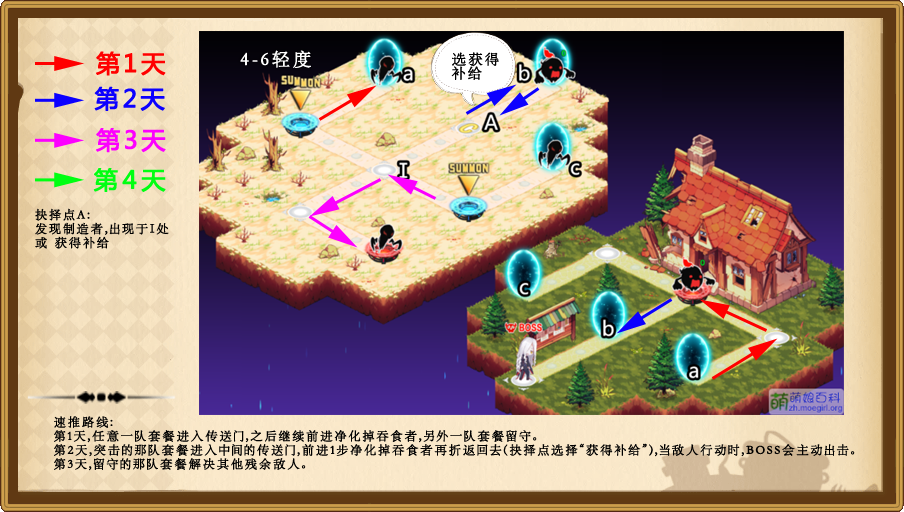 第1天
第2天
第3天
第4天
抉择点A:
发现制造者,出现于I处
或 获得补给
4-6轻度
选获得
补给
SUMMON
a
b
A
c
I
SUMMON
c
b
BOSS
a
萌 萌娘百科
zh.moegirl.org
速推路线:
第1天,任意一队套餐进入传送门,之后继续前进净化掉吞食者,另外一队套餐留守。
第2天,突击的那队套餐进入中间的传送门,前进1步净化掉吞食者再折返回去(抉择点选择“获得补给”),当敌人行动时,BOSS会主动出击。
第3天,留守的那队套餐解决其他残余敌人。